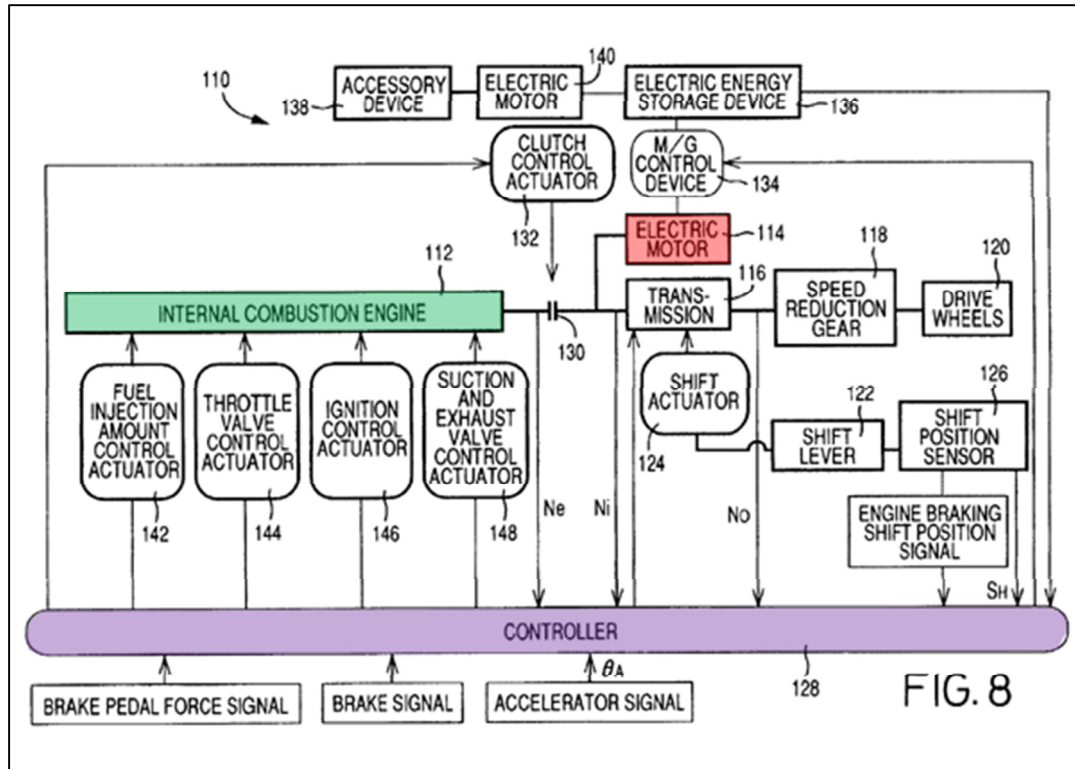 110
140
ACCESSORY
DEVICE
138
ELECTRIC
MOTOR
ELECTRIC ENERGY
STORAGE DEVICE
136
CLUTCH
CONTROL
ACTUATOR
132
M/G
CONTROL
DEVICE
134
ELECTRIC
MOTOR
114
112
INTERNAL COMBUSTION ENGINE
130
116
TRANS-
MISSION
118
SPEED
REDUCTION
GEAR
120
DRIVE
WHEELS
FUEL
INJECTION
AMOUNT
CONTROL
ACTUATOR
142
THROTTLE
VALVE
CONTROL
ACTUATOR
144
IGNITION
CONTROL
ACTUATOR
146
SUCTION
AND
EXHAUST
VALVE
CONTROL
ACTUATOR
148
SHIFT
ACTUATOR
124
122
SHIFT
LEVER
126
SHIFT
POSITION
SENSOR
Ne
Ni
No
ENGINE BRAKING
SHIFT POSITION
SIGNAL
SH
CONTROLLER
128
θA
BRAKE PEDAL FORCE SIGNAL
BRAKE SIGNAL
ACCELERATOR SIGNAL
FIG. 8